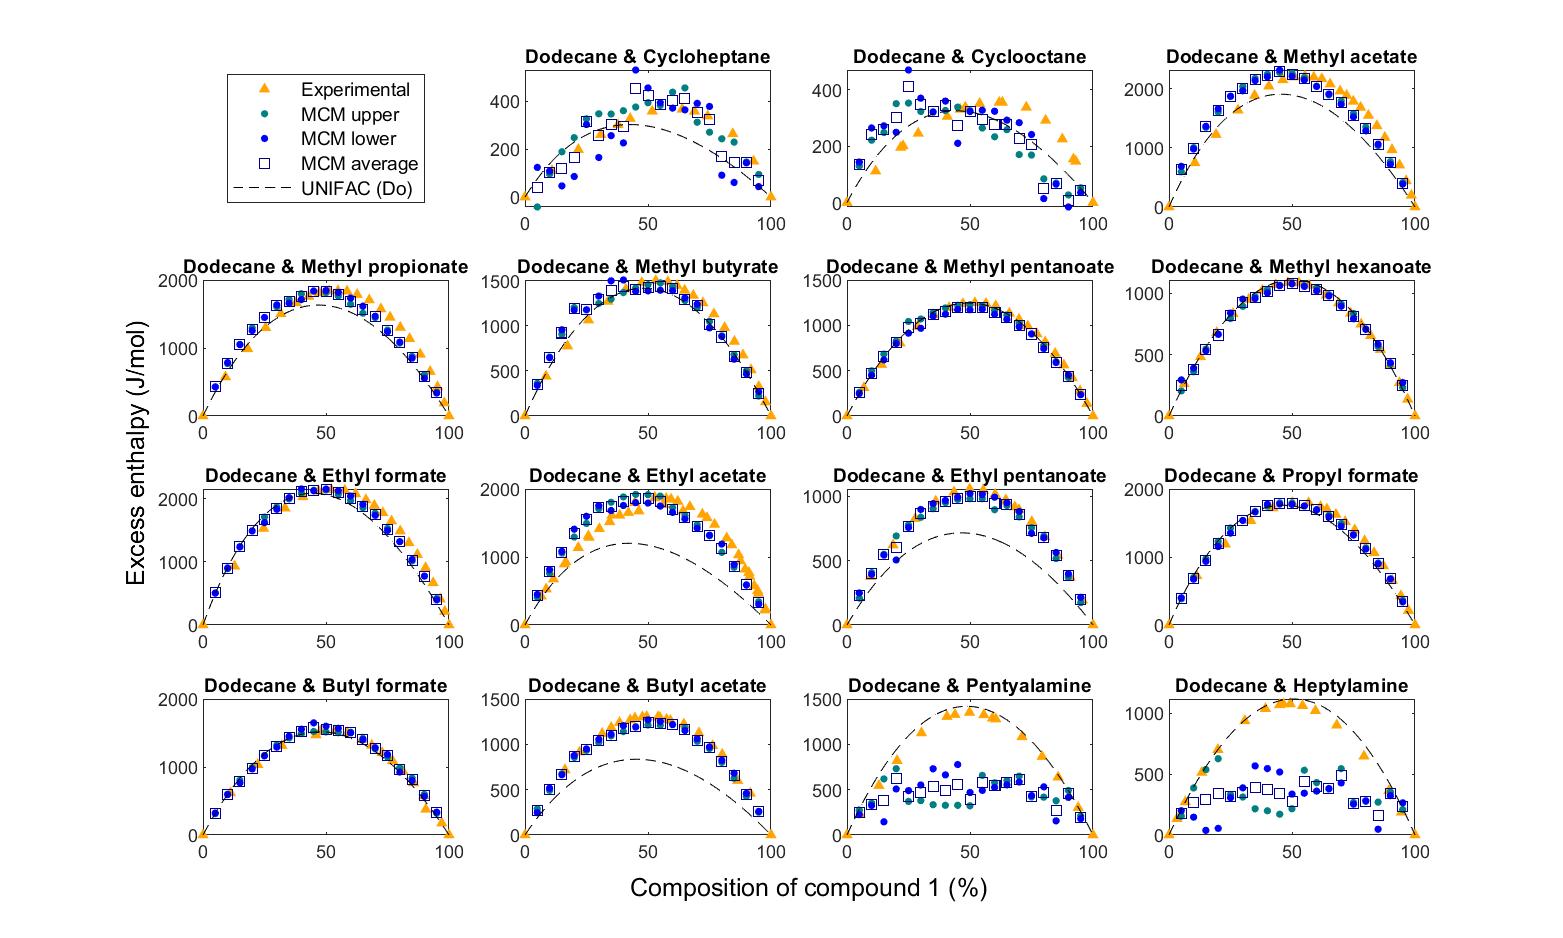 Experimental
MCM upper
MCM lower
MCM average
UNIFAC (Do)
Dodecane & Cycloheptane
400
200
0
0 50 100
Dodecane & Cyclooctane
400
200
0
0 50 100
Dodecane & Methyl acetate
2000
1000
0
0 50 100
Excess enthalpy (J/mol)
Dodecane & Methyl propionate
2000
1000
0
0 50 100
Dodecane & Methyl butyrate
1500
1000
500
0
0 50 100
Dodecane & Methyl pentanoate
1500
1000
500
0
0 50 100
Dodecane & Methyl hexanoate
1000
500
0
0 50 100
Dodecane & Ethyl formate
2000
1000
0
0 50 100
Dodecane & Ethyl acetate
2000
1000
0
0 50 100
Dodecane & Ethyl pentanoate
1000
500
0
0 50 100
Dodecane & Propyl formate
2000
1000
0
0 50 100
Dodecane & Butyl formate
2000
1000
0
0 50 100
Dodecane & Butyl acetate
1500
1000
500
0
0 50 100
Dodecane & Pentyalamine
1500
1000
500
0
0 50 100
Dodecane & Heptylamine
1000
500
0
0 50 100
Composition of compound 1 (%)